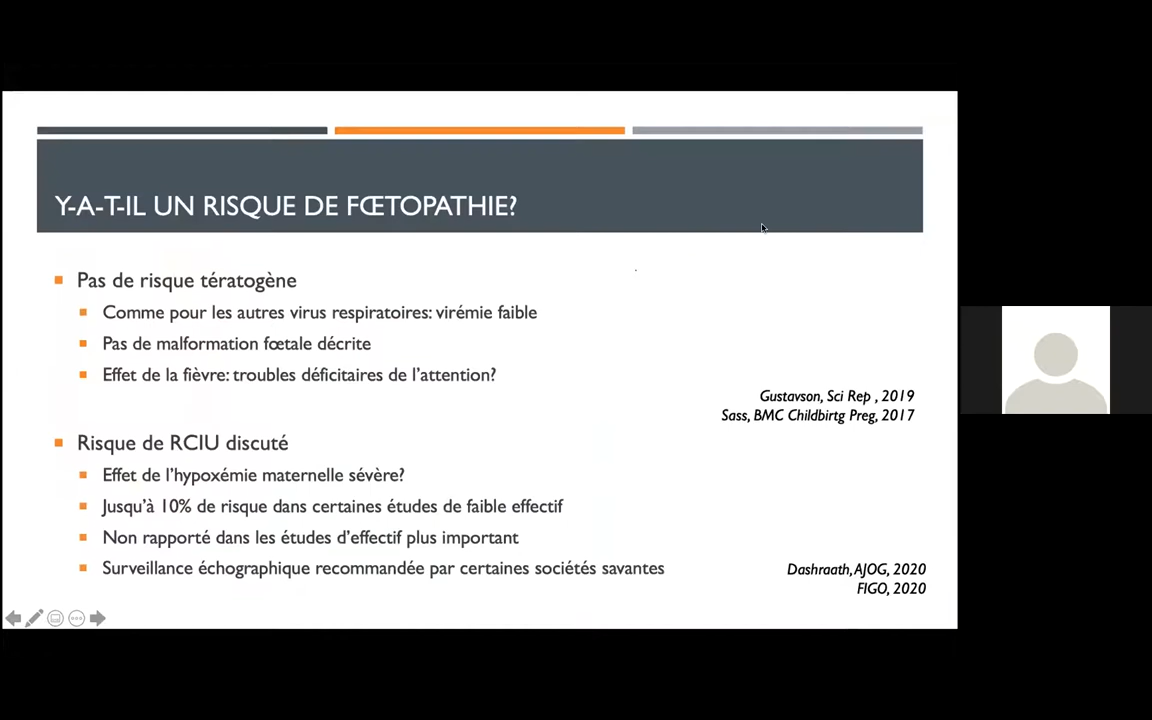 Y-A-T-IL UN RISQUE DE FŒTOPATHIE?
Pas de risque tératogène
Comme pour les autres virus respiratoires: virémie faible
Pas de malformation fœtale décrite
Effet de la fièvre: troubles déficitaires de l'attention?
Gustavson, Sci Rep , 2019
Sass, BMC Childbirtg Preg, 2017
Risque de RCIU discuté
Effet de l'hypoxémie maternelle sévère?
Jusqu'à 10% de risque dans certaines études de faible effectif
Non rapporté dans les études d'effectif plus important
Surveillance échographique recommandée par certaines sociétés savantes
Dashraath, AJOG, 2020
FIGO, 2020